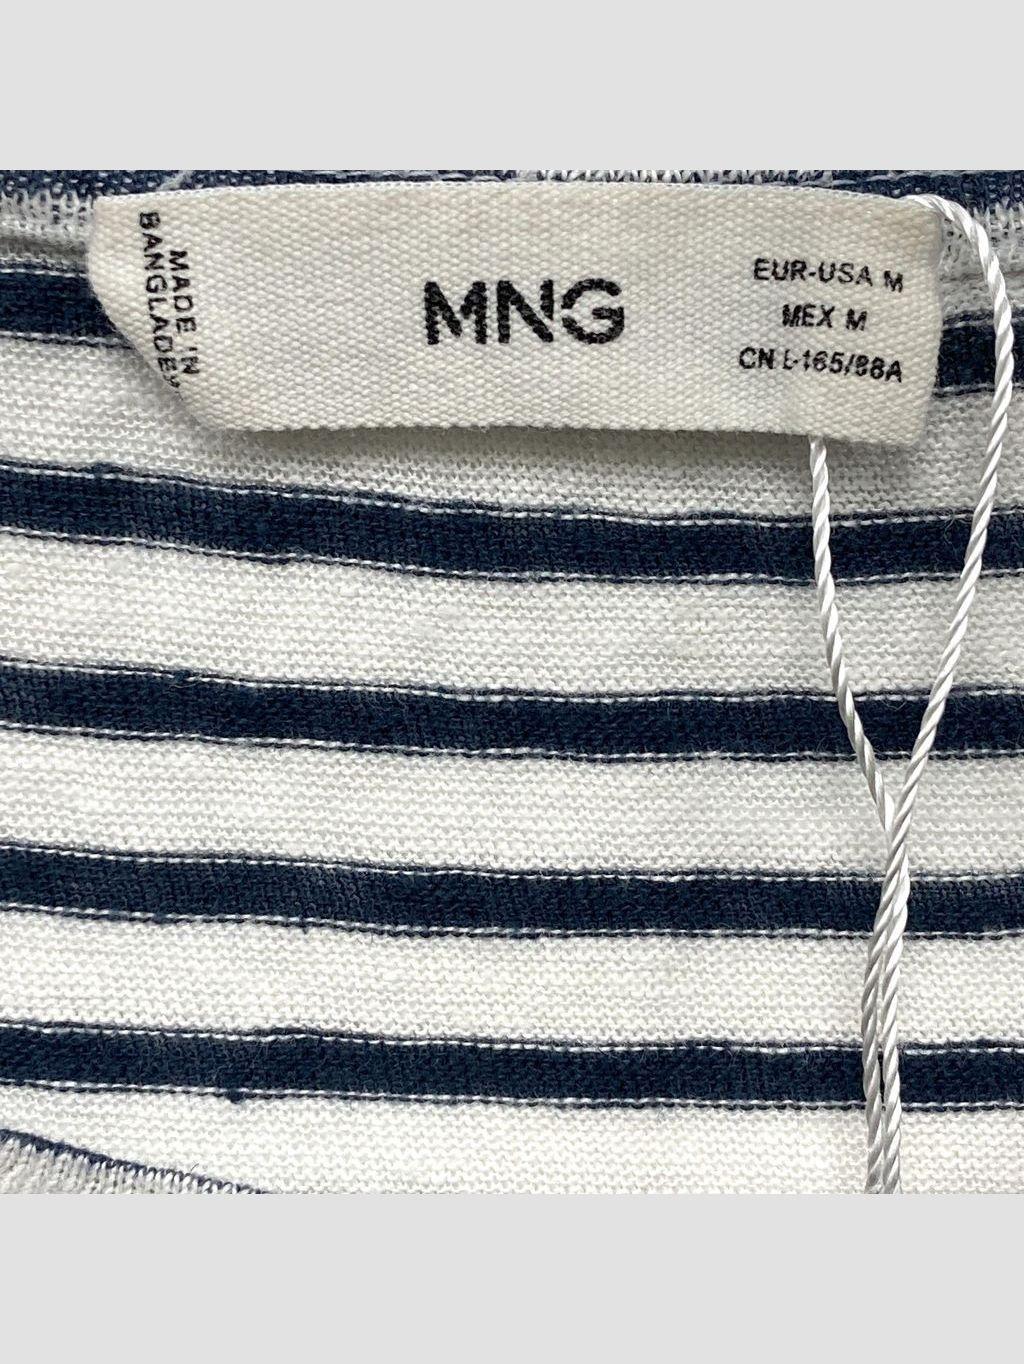 MADE IN
BANGLADESH
MNG
EUR-USA M
MEX M
CN L-165/88A